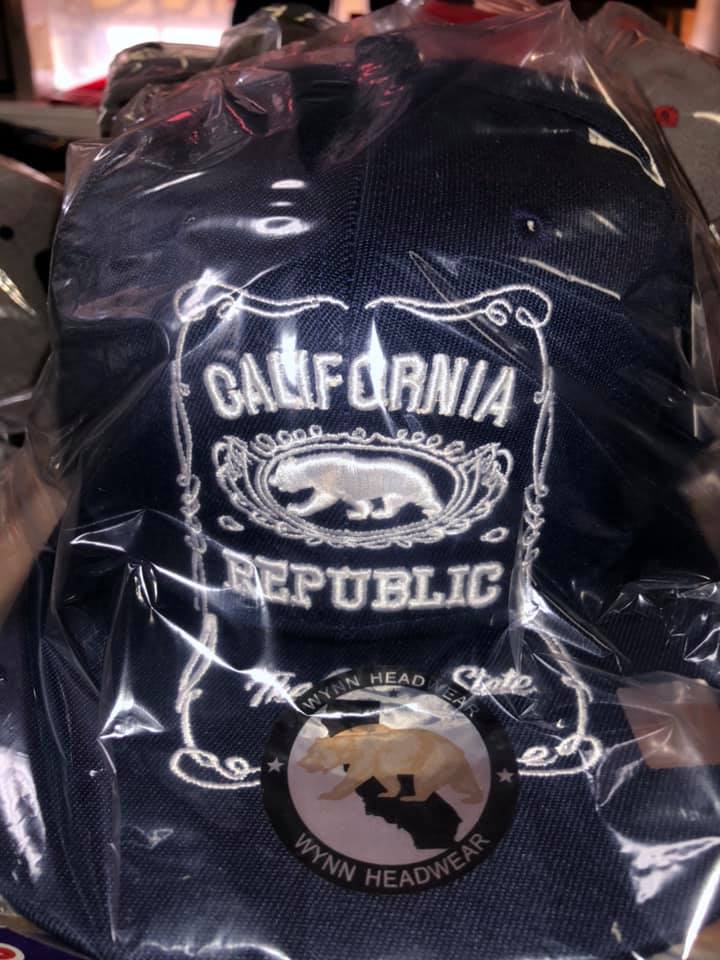 CALIFORNIA
REPUBLIC
The State
WYNN HEADWEAR
WYNN HEADWEAR